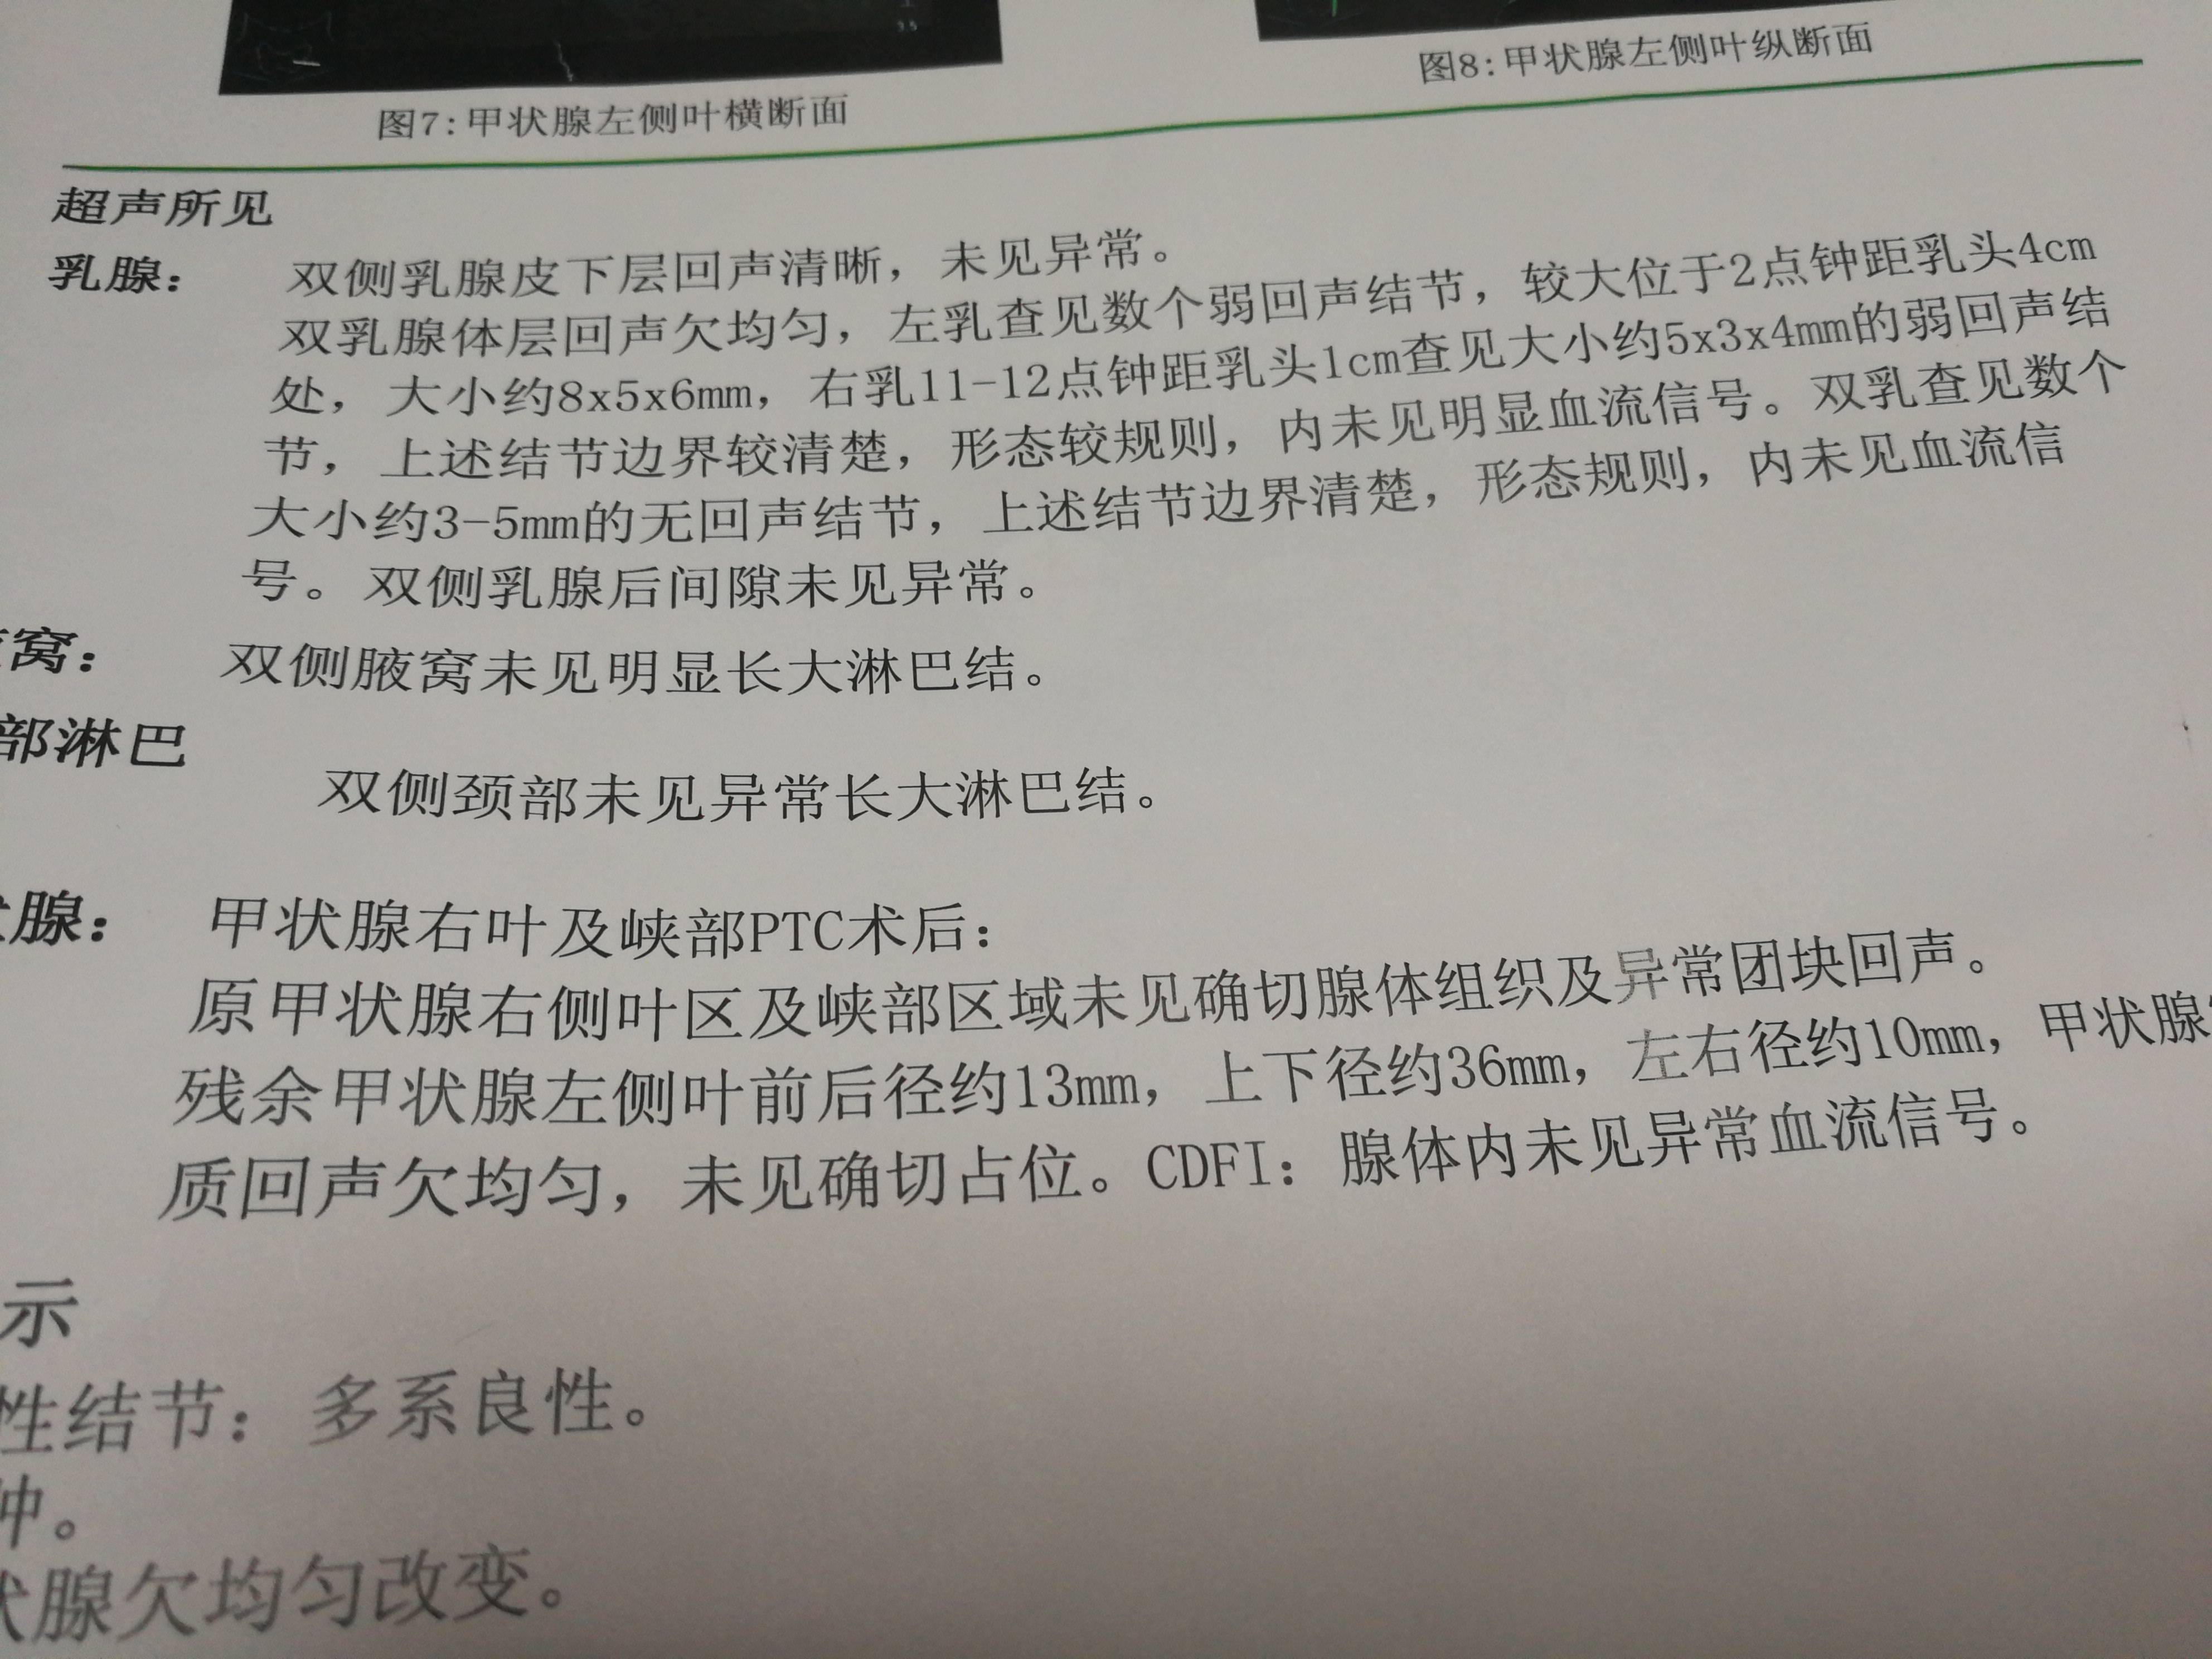 3.5
图7:甲状腺左侧叶横断面
图8:甲状腺左侧叶纵断面
超声所见
乳腺: 双侧乳腺皮下层回声清晰，未见异常。
双乳腺体层回声欠均匀，左乳查见数个弱回声结节，较大位于2点钟距乳头4cm
处，大小约8x5x6mm，右乳11-12点钟距乳头1cm查见大小约5x3x4mm的弱回声结
节，上述结节边界较清楚，形态较规则，内未见明显血流信号。双乳查见数个
大小约3-5mm的无回声结节，上述结节边界清楚，形态规则，内未见血流信
号。双侧乳腺后间隙未见异常。
窝: 双侧腋窝未见明显长大淋巴结。
部淋巴
双侧颈部未见异常长大淋巴结。
腺: 甲状腺右叶及峡部PTC术后:
原甲状腺右侧叶区及峡部区域未见确切腺体组织及异常团块回声。
残余甲状腺左侧叶前后径约13mm，上下径约36mm，左右径约10mm，甲状腺
质回声欠均匀，未见确切占位。CDFI: 腺体内未见异常血流信号。
示
性结节: 多系良性。
肿。
状腺欠均匀改变。